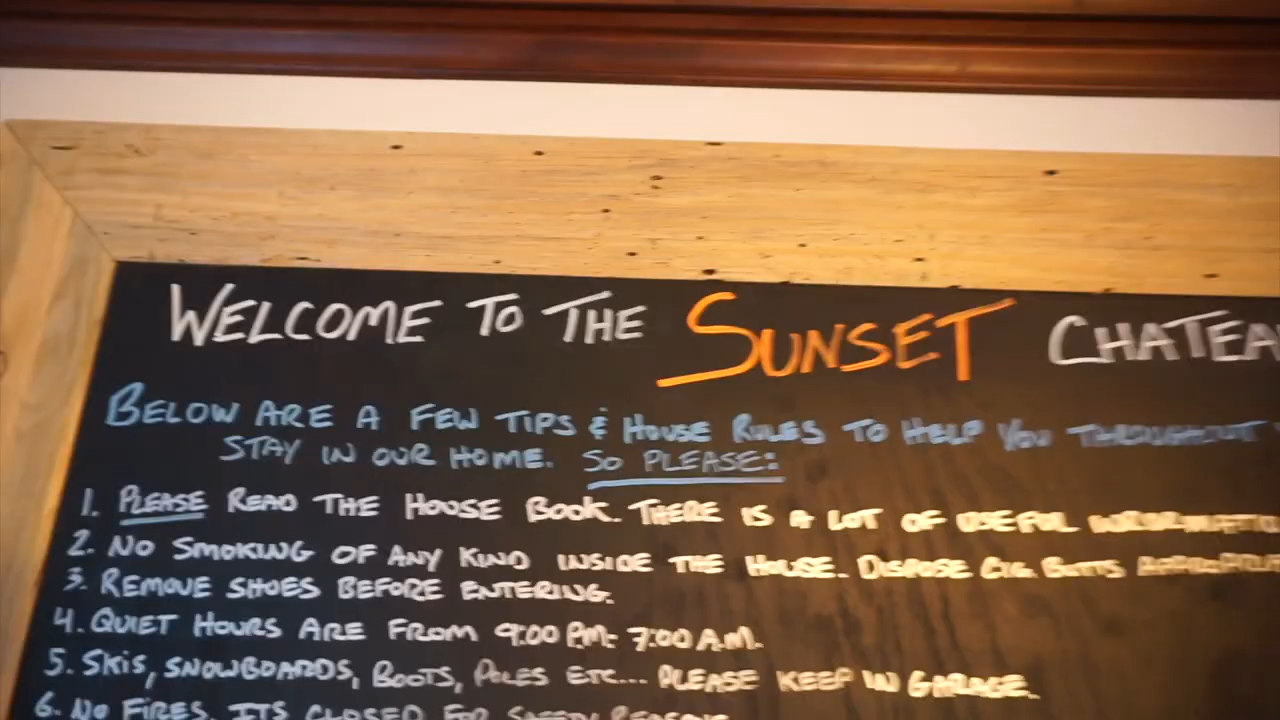 WELCOME TO THE SUNSET CHATEA
BELOW ARE A FEW TIPS & HOUSE RULES TO HELP YOU THROUGHOUT
STAY IN OUR HOME. SO PLEASE:
1. PLEASE READ THE HOUSE BOOK. THERE IS A LOT OF USEFUL
2. NO SMOKING OF ANY KIND INSIDE THE HOUSE. DISPOSE CIG. BUTTS
3. REMOVE SHOES BEFORE ENTERING.
4. QUIET HOURS ARE FROM 9:00 P.M- 7:00 A.M.
5. SKIS, SNOWBOARDS, BOOTS, POLES ETC... PLEASE KEEP IN GARAGE.
6. NO FIRES. ITS CLOSED FOR SAFETY REASONS